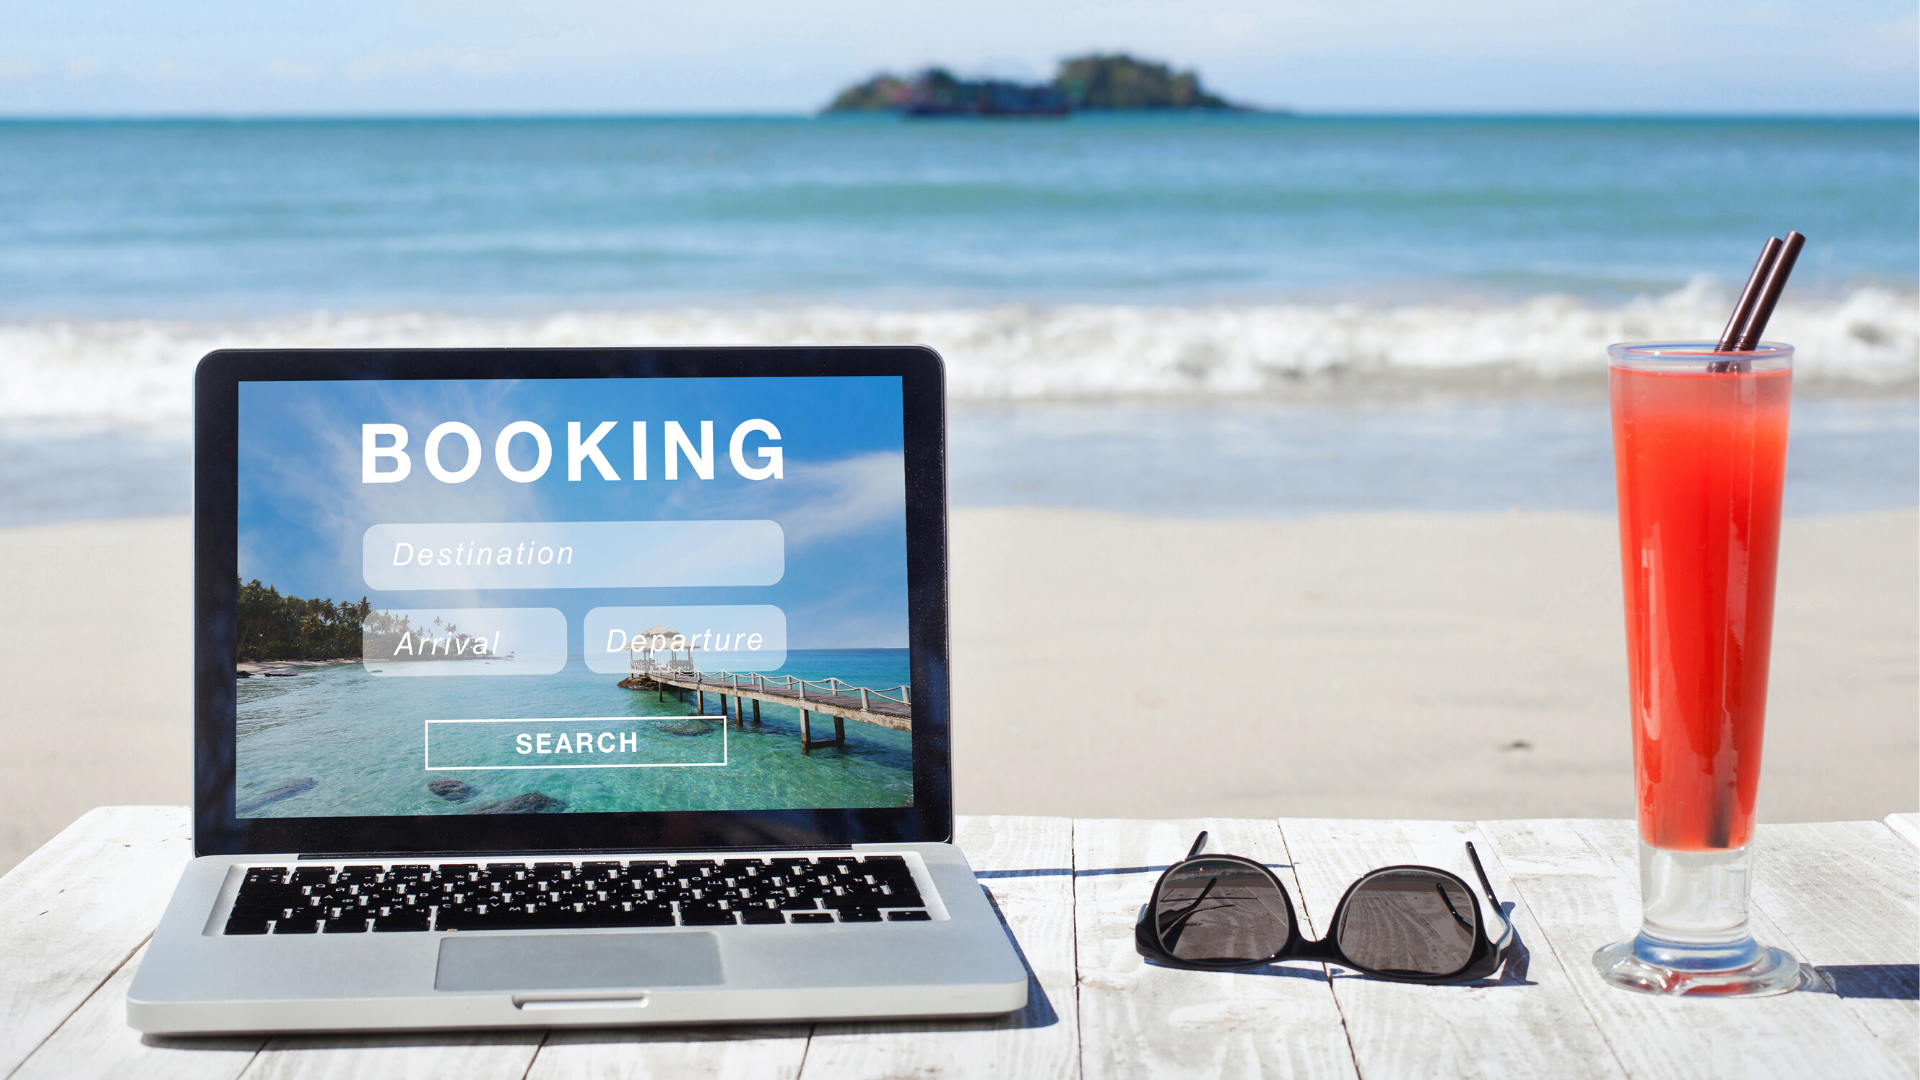 BOOKING
Destination
Arrival
Departure
SEARCH